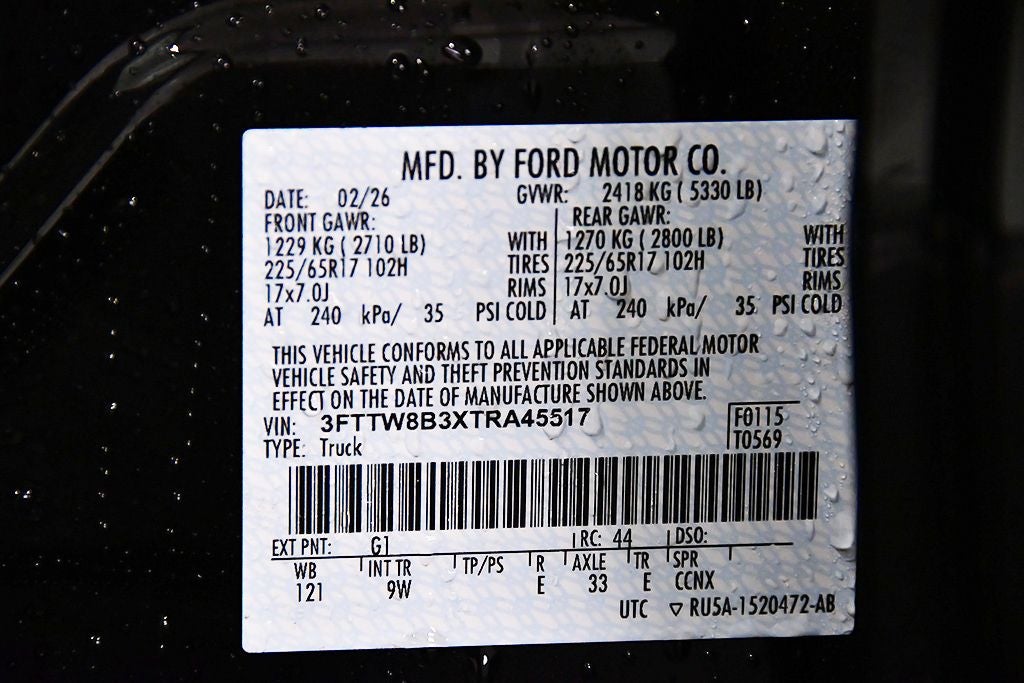 MFD. BY FORD MOTOR CO.
DATE: 02/26 GVWR: 2418 KG ( 5330 LB)
FRONT GAWR: REAR GAWR:
1229 KG ( 2710 LB) WITH 1270 KG ( 2800 LB) WITH
225/65R17 102H TIRES 225/65R17 102H TIRES
17x7.0J RIMS 17x7.0J RIMS
AT 240 kPa/ 35 PSI COLD AT 240 kPa/ 35 PSI COLD
THIS VEHICLE CONFORMS TO ALL APPLICABLE FEDERAL MOTOR
VEHICLE SAFETY AND THEFT PREVENTION STANDARDS IN
EFFECT ON THE DATE OF MANUFACTURE SHOWN ABOVE.
VIN: 3FTTW8B3XTRA45517 F0115
TYPE: Truck T0569
EXT PNT: G1 RC: 44 DSO:
WB INT TR TP/PS R AXLE TR SPR
121 9W E 33 E CCNX
UTC ▽ RU5A-1520472-AB